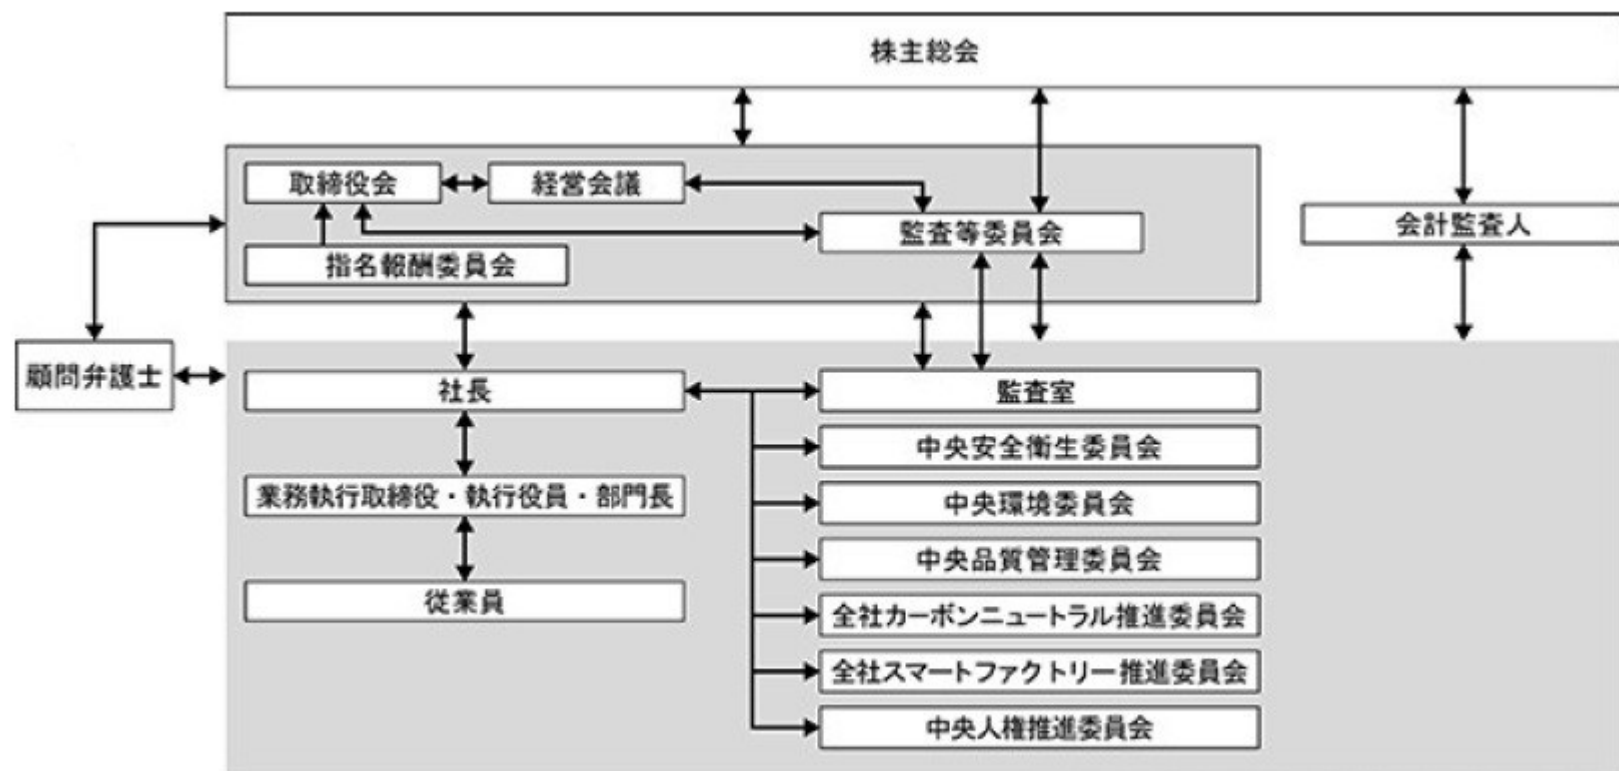 株主総会
取締役会
経営会議
監査等委員会
会計監査人
指名報酬委員会
顧問弁護士
社長
監査室
中央安全衛生委員会
業務執行取締役・執行役員・部門長
中央環境委員会
中央品質管理委員会
従業員
全社カーボンニュートラル推進委員会
全社スマートファクトリー推進委員会
中央人権推進委員会